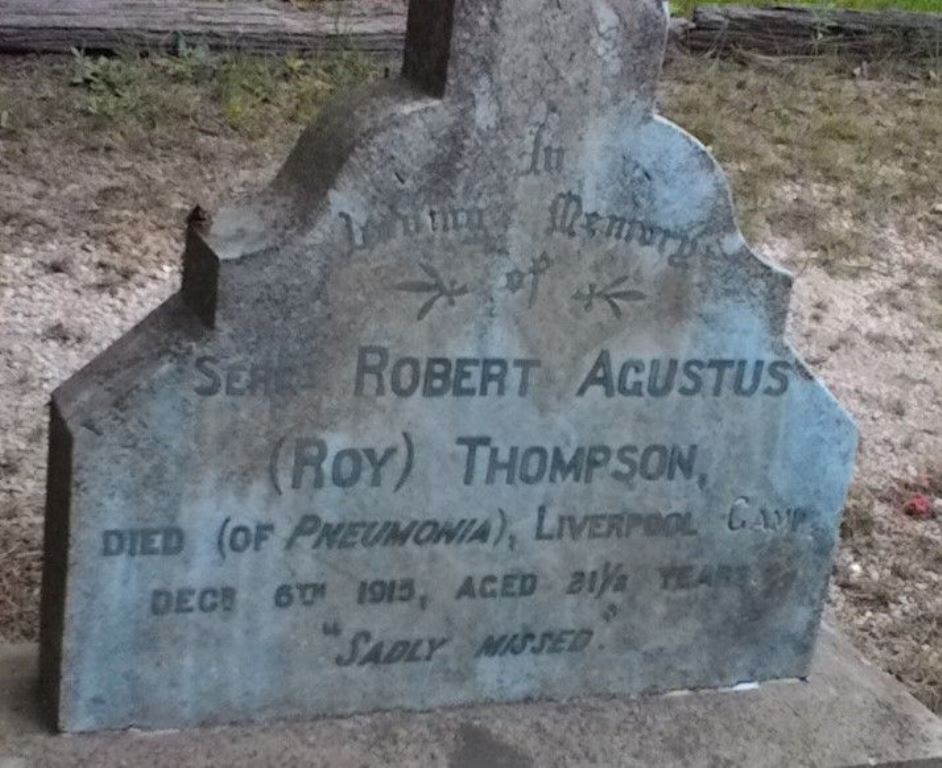 In
Loving Memory
of
SERGT ROBERT AGUSTUS
(ROY) THOMPSON,
DIED (OF PNEUMONIA), LIVERPOOL CAMP
DECR 6TH 1915, AGED 21½ YEARS
"SADLY MISSED."